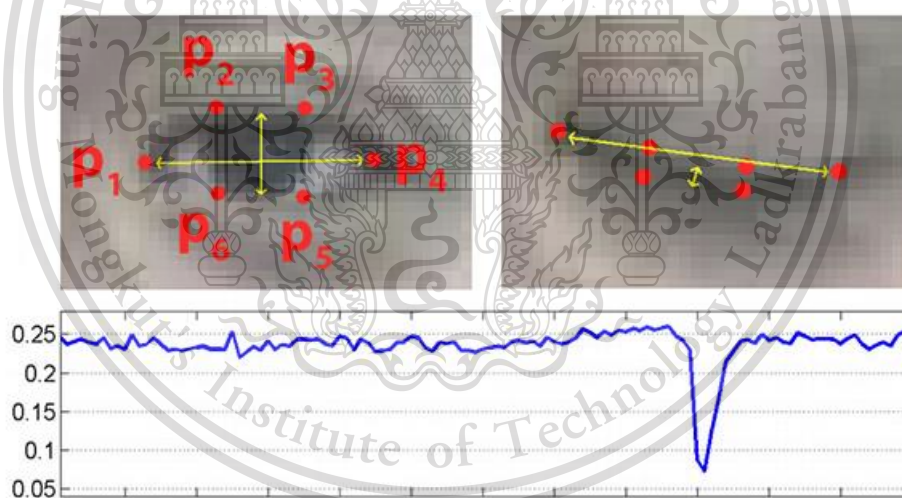 p2 p3
p1 p4
p6 p5
0.25
0.2
0.15
0.1
0.05
King Mongkut's Institute of Technology Ladkrabang